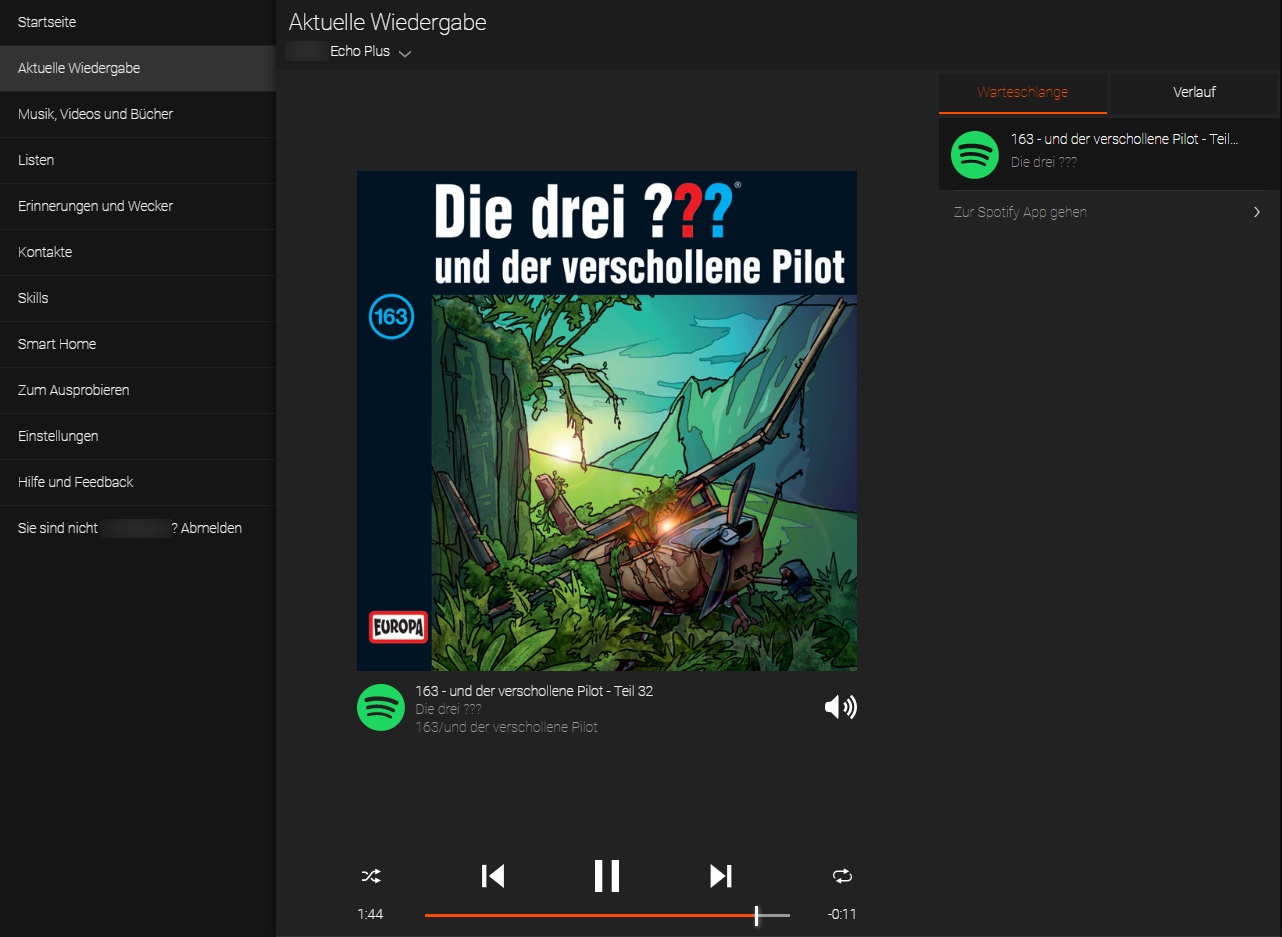 Startseite
Aktuelle Wiedergabe
Musik, Videos und Bücher
Listen
Erinnerungen und Wecker
Kontakte
Skills
Smart Home
Zum Ausprobieren
Einstellungen
Hilfe und Feedback
Sie sind nicht ? Abmelden
Aktuelle Wiedergabe
Echo Plus
Die drei ???®
und der verschollene Pilot
163
EUROPA
163 - und der verschollene Pilot - Teil 32
Die drei ???
163/und der verschollene Pilot
1:44
-0:11
Warteschlange
Verlauf
163 - und der verschollene Pilot - Teil...
Die drei ???
Zur Spotify App gehen